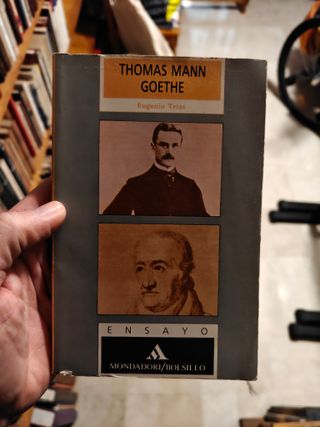 THOMAS MANN
GOETHE
Eugenio Trías
ENSAYO
MONDADORI/BOLSILLO